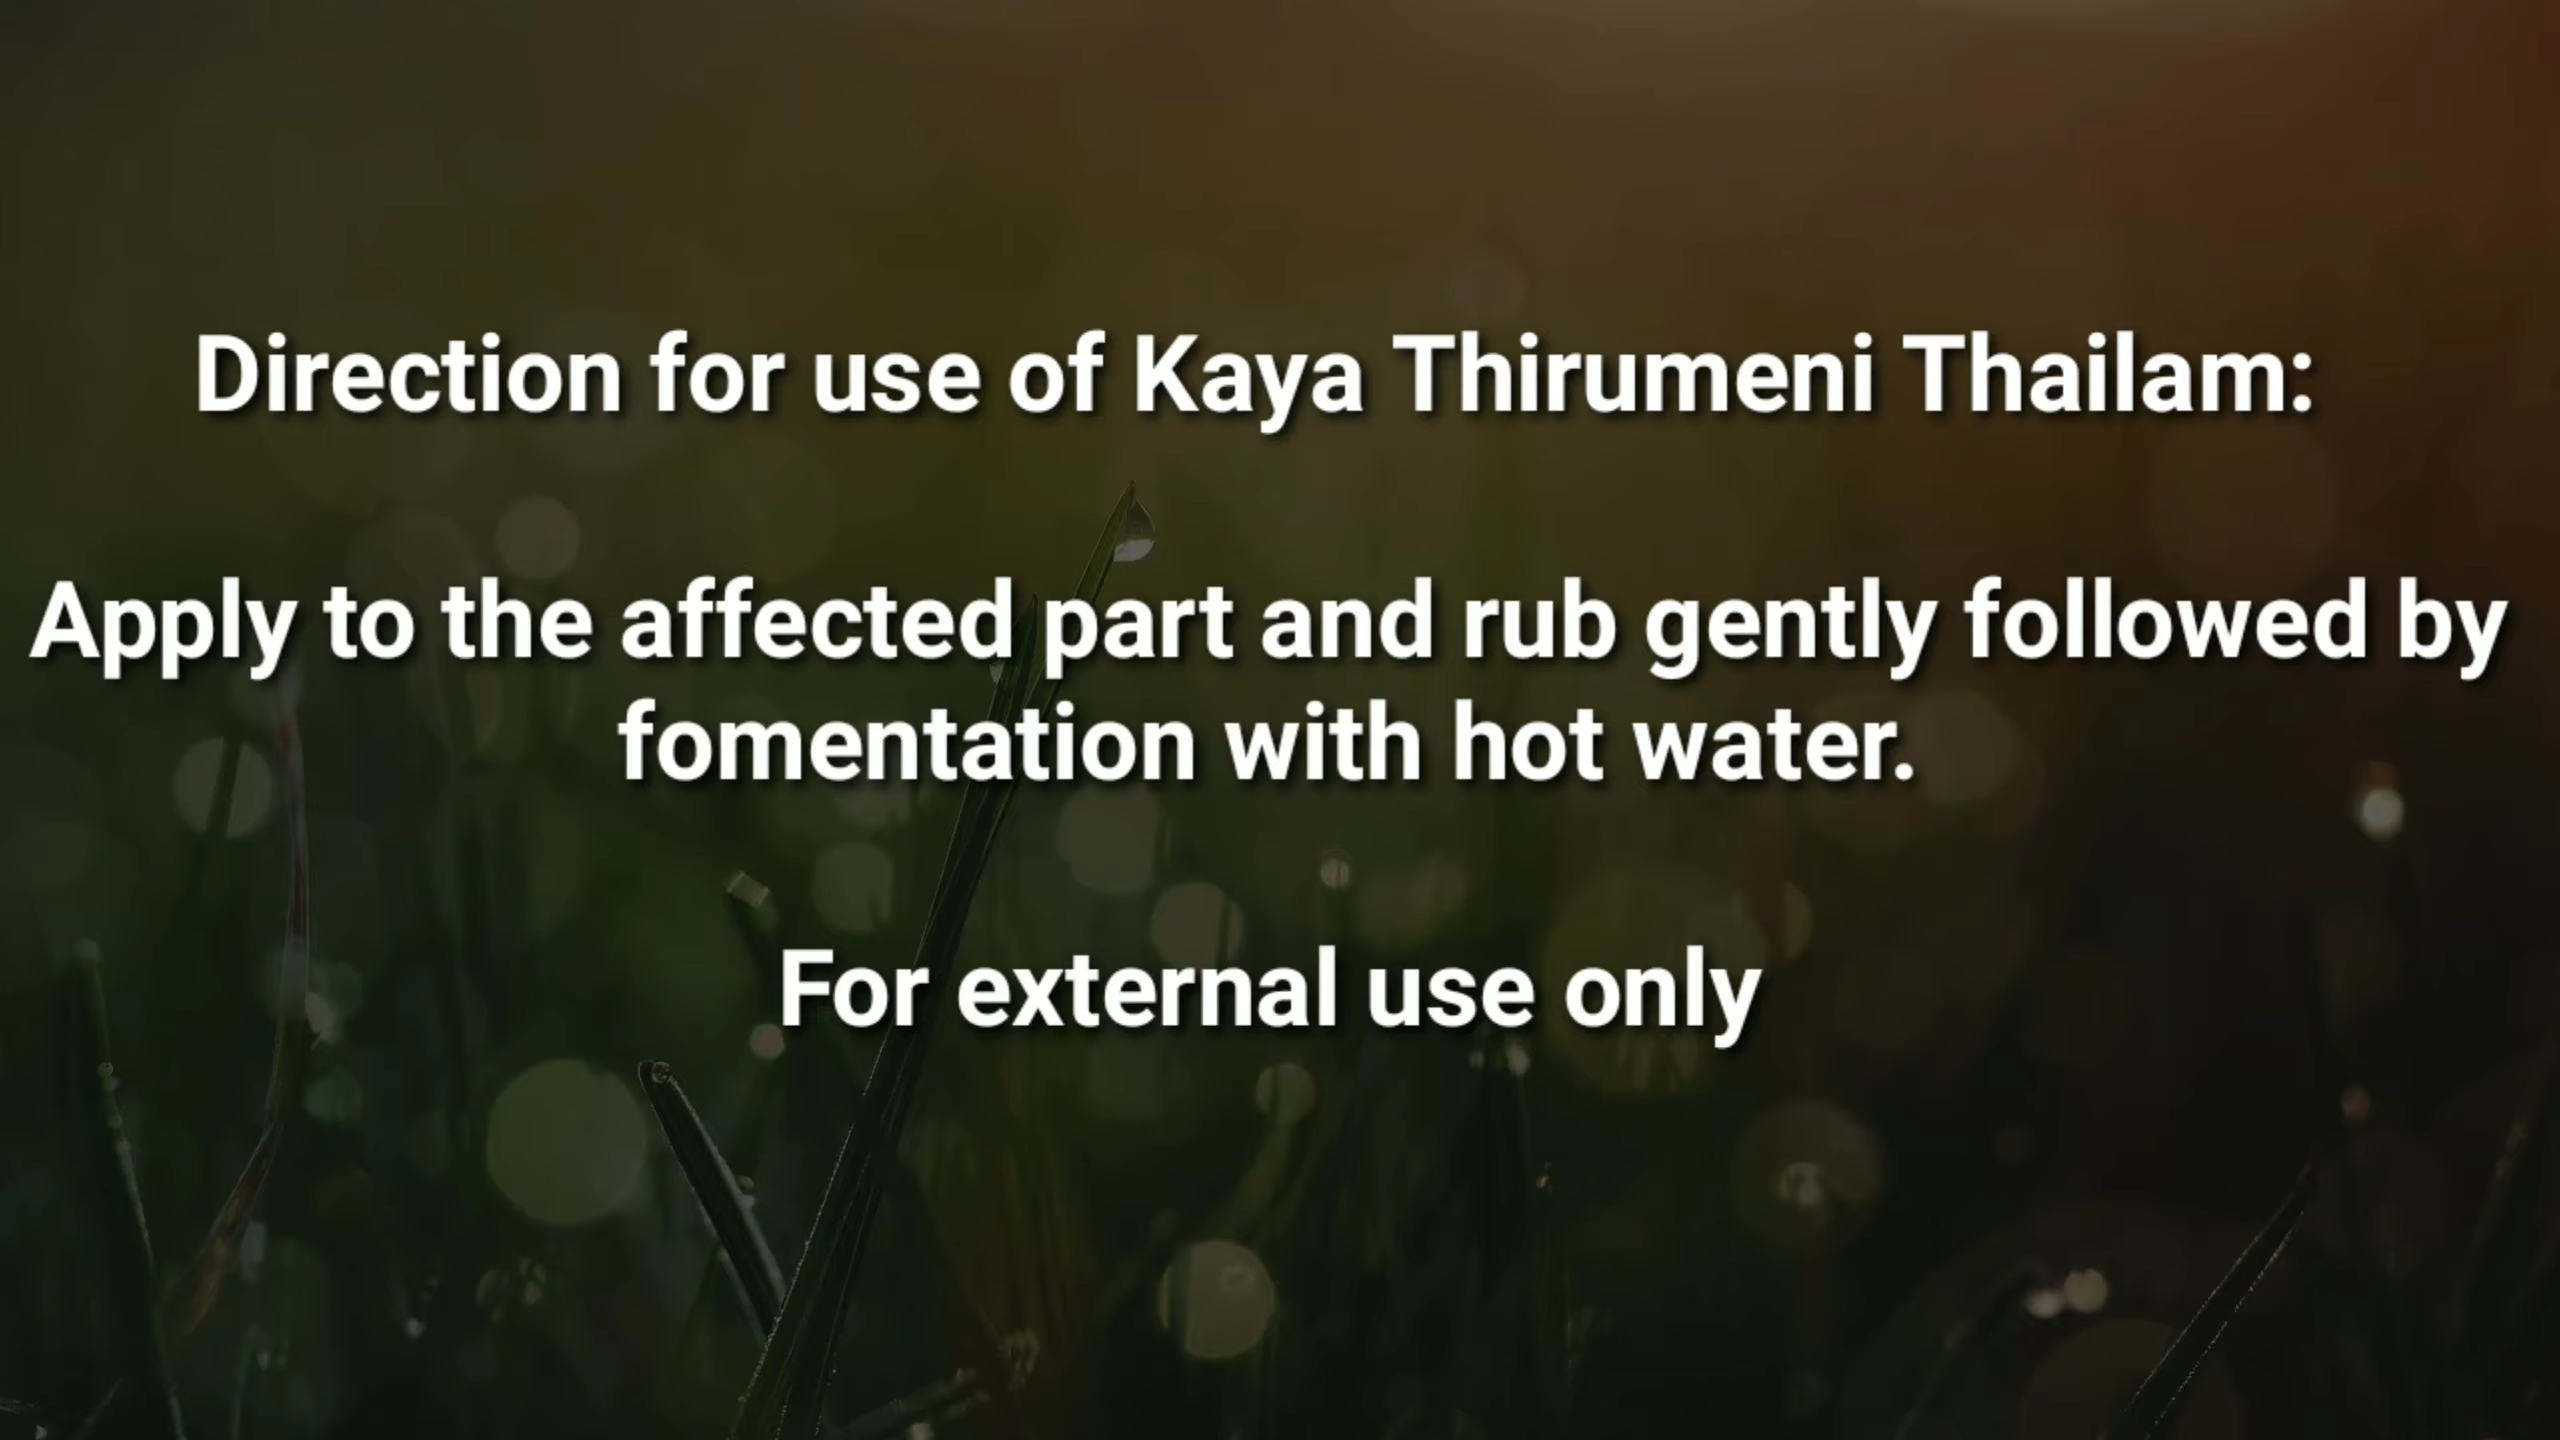 Direction for use of Kaya Thirumeni Thailam:
Apply to the affected part and rub gently followed by
fomentation with hot water.
For external use only